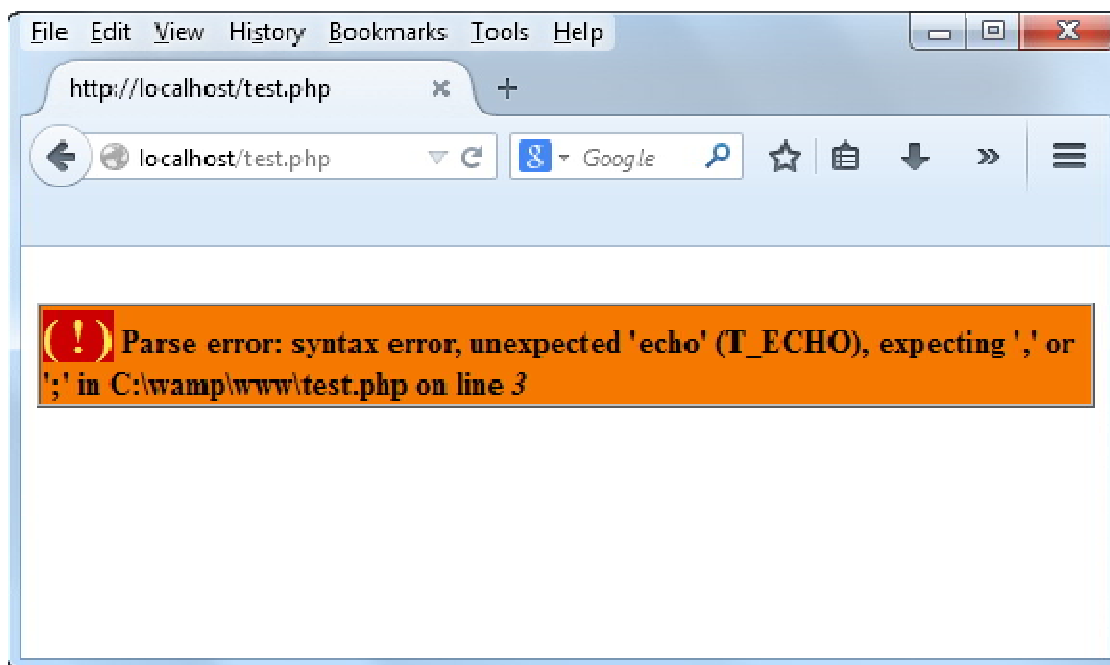 File Edit View History Bookmarks Tools Help
http://localhost/test.php
localhost/test.php
8 Google
( ! ) Parse error: syntax error, unexpected 'echo' (T_ECHO), expecting ',' or
';' in C:\wamp\www\test.php on line 3